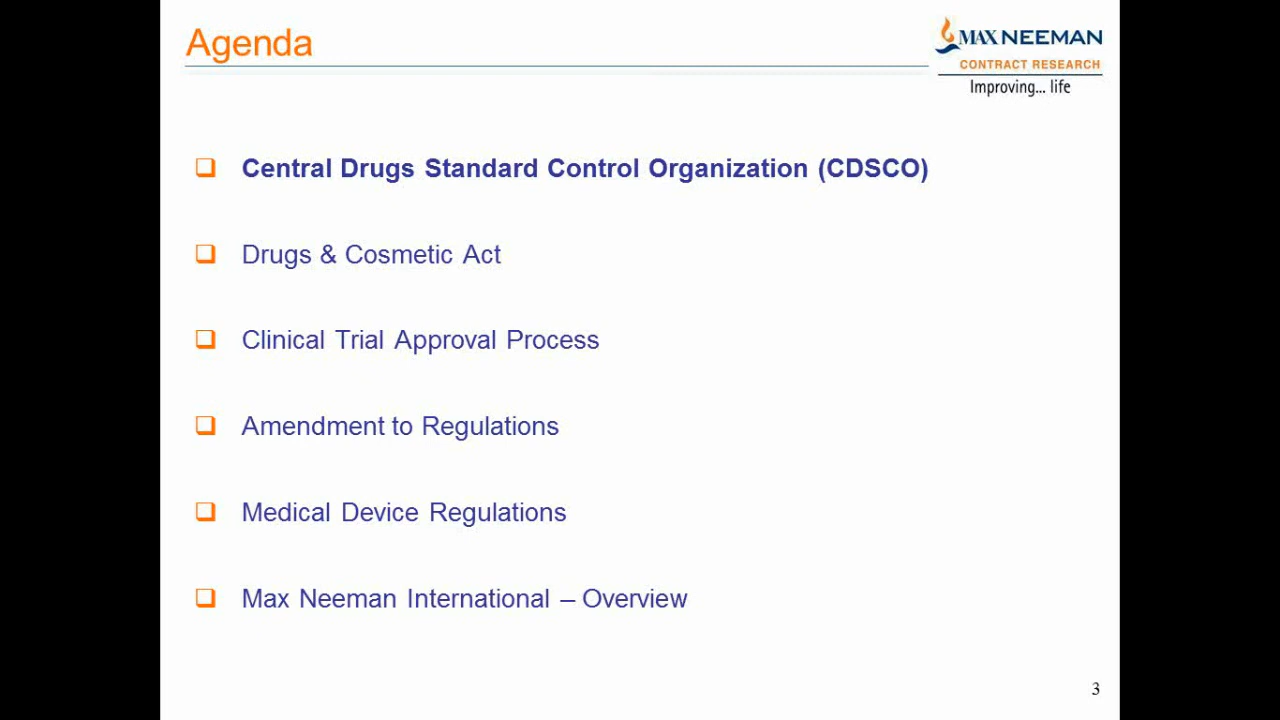 Agenda
MAX NEEMAN
CONTRACT RESEARCH
Improving... life
Central Drugs Standard Control Organization (CDSCO)
Drugs & Cosmetic Act
Clinical Trial Approval Process
Amendment to Regulations
Medical Device Regulations
Max Neeman International – Overview
3